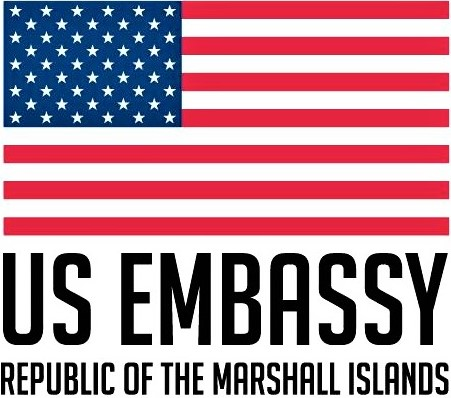 US EMBASSY
REPUBLIC OF THE MARSHALL ISLANDS